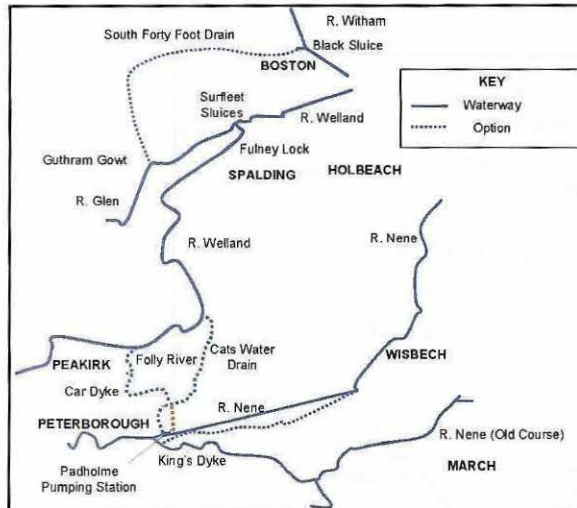 R. Witham
South Forty Foot Drain
Black Sluice
BOSTON
KEY
Waterway
Option
Surfleet
Sluices
R. Welland
Fulney Lock
Guthram Gowt
SPALDING
HOLBEACH
R. Glen
R. Welland
R. Nene
PEAKIRK
Folly River
Cats Water
Drain
WISBECH
Car Dyke
R. Nene
PETERBOROUGH
R. Nene (Old Course)
Padholme
Pumping Station
King's Dyke
MARCH